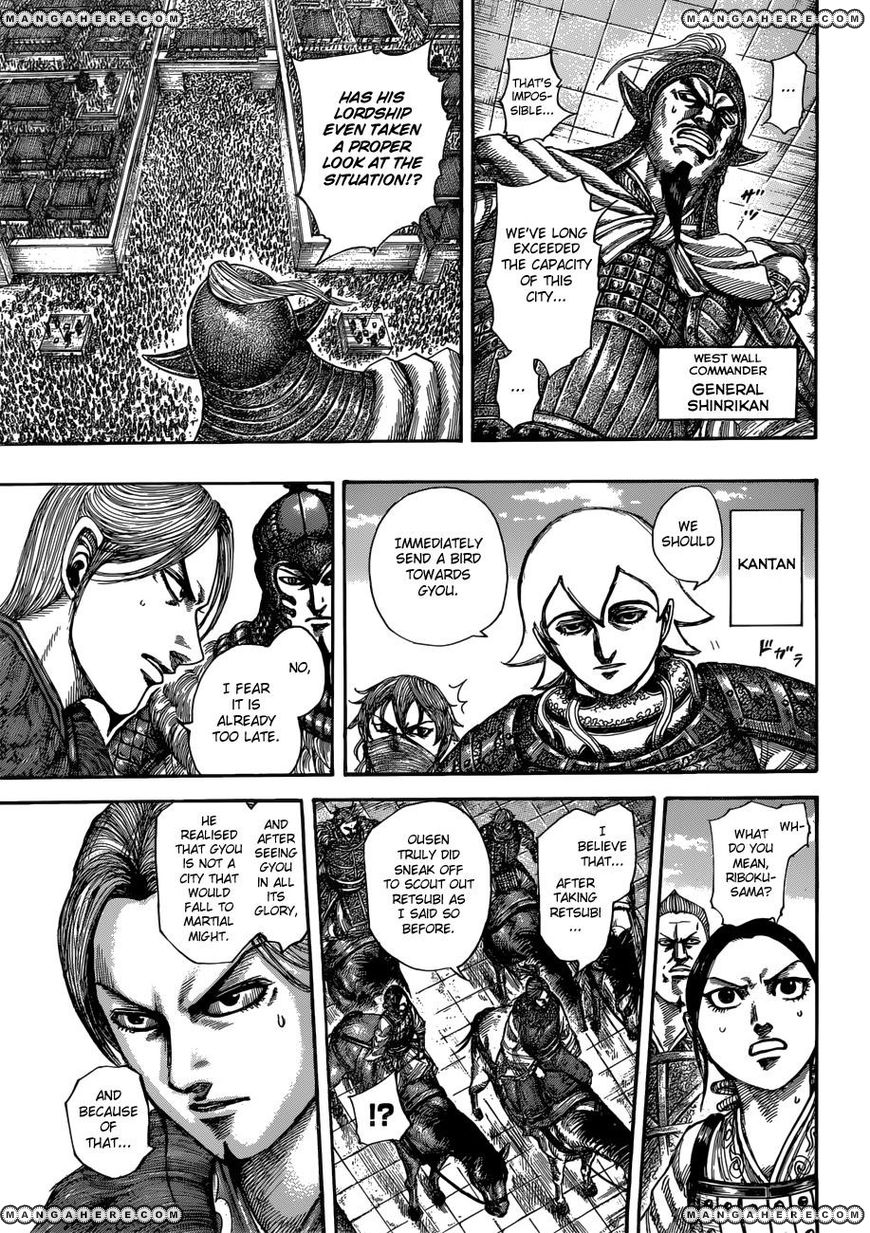 MANGAHERE.COM
MANGAHERE.COM
...
THAT'S
IMPOS-
SIBLE...
WE'VE LONG
EXCEEDED
THE CAPACITY
OF THIS
CITY...
...
ザ"ッ
WEST WALL
COMMANDER
GENERAL
SHINRIKAN
HAS HIS
LORDSHIP
EVEN TAKEN
A PROPER
LOOK AT THE
SITUATION!?
KANTAN
WE
SHOULD
IMMEDIATELY
SEND A BIRD
TOWARDS
GYOU.
ドガラ
NO,
I FEAR
IT IS
ALREADY
TOO LATE.
WH-
WHAT
DO YOU
MEAN,
RIBOKU-
SAMA?
I
BELIEVE
THAT...
AFTER
TAKING
RETSUBI
...
OUSEN
TRULY DID
SNEAK OFF
TO SCOUT OUT
RETSUBI AS
I SAID SO
BEFORE.
!?
AND
AFTER
SEEING
GYOU
IN ALL
ITS
GLORY,
HE
REALISED
THAT GYOU
IS NOT A
CITY THAT
WOULD
FALL TO
MARTIAL
MIGHT.
AND
BECAUSE
OF
THAT...
MANGAHERE.COM
MANGAHERE.COM